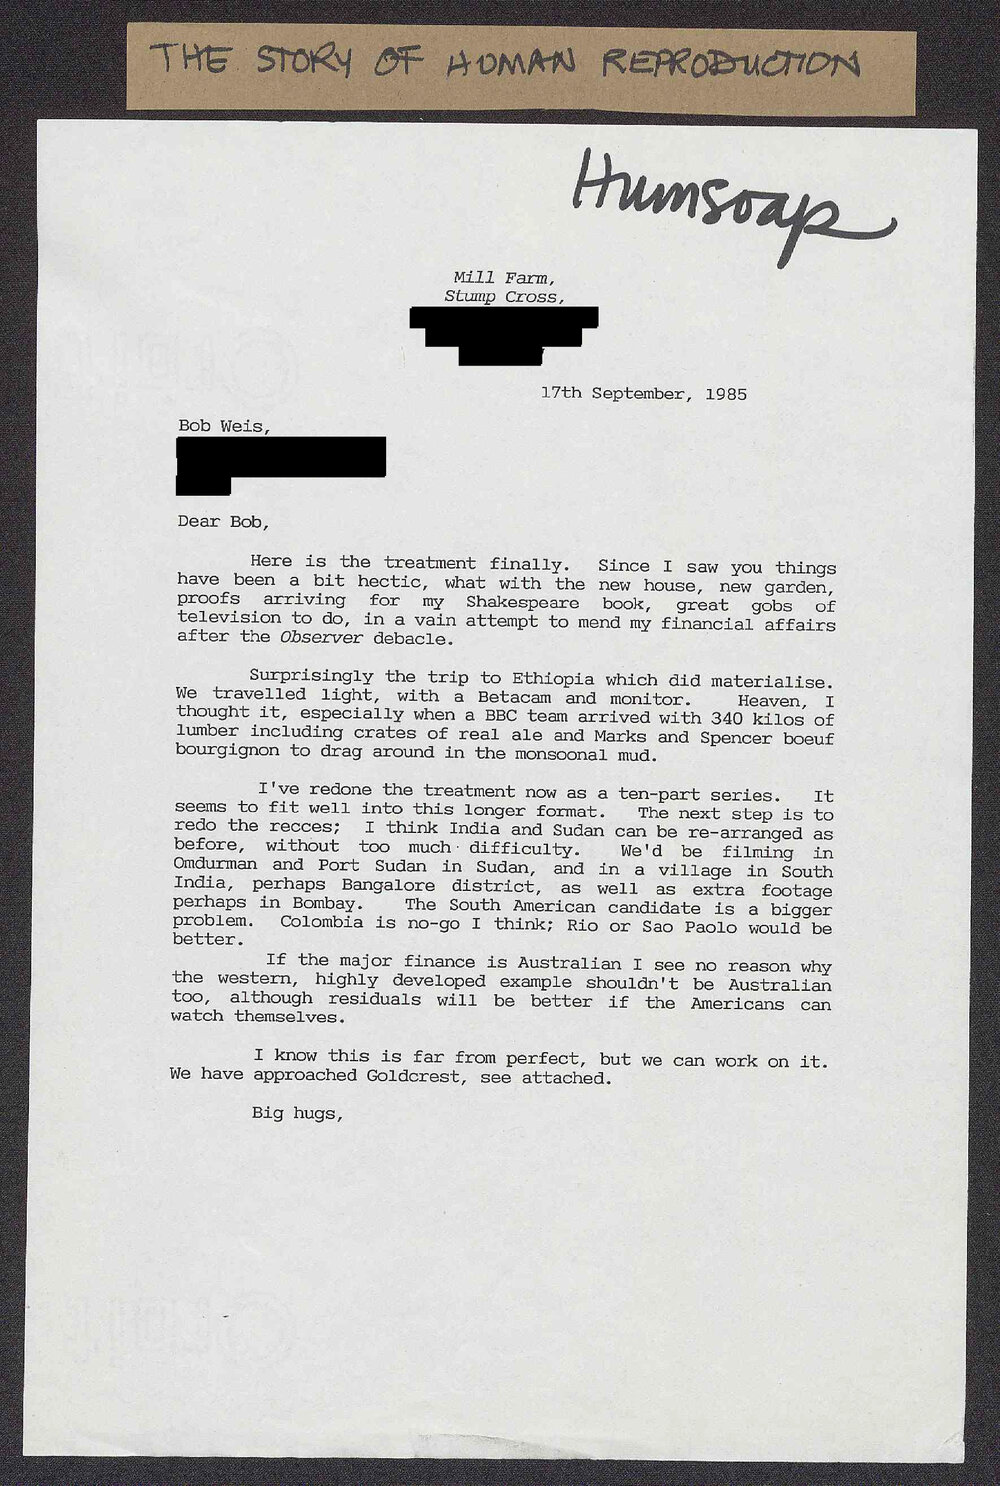 THE STORY OF HUMAN REPRODUCTION
Humsoap
Mill Farm,
Stump Cross,
17th September, 1985
Bob Weis,
Dear Bob,
Here is the treatment finally. Since I saw you things
have been a bit hectic, what with the new house, new garden,
proofs arriving for my Shakespeare book, great gobs of
television to do, in a vain attempt to mend my financial affairs
after the Observer debacle.
Surprisingly the trip to Ethiopia which did materialise.
We travelled light, with a Betacam and monitor. Heaven, I
thought it, especially when a BBC team arrived with 340 kilos of
lumber including crates of real ale and Marks and Spencer boeuf
bourgignon to drag around in the monsoonal mud.
I've redone the treatment now as a ten-part series. It
seems to fit well into this longer format. The next step is to
redo the recces; I think India and Sudan can be re-arranged as
before, without too much difficulty. We'd be filming in
Omdurman and Port Sudan in Sudan, and in a village in South
India, perhaps Bangalore district, as well as extra footage
perhaps in Bombay. The South American candidate is a bigger
problem. Colombia is no-go I think; Rio or Sao Paolo would be
better.
If the major finance is Australian I see no reason why
the western, highly developed example shouldn't be Australian
too, although residuals will be better if the Americans can
watch themselves.
I know this is far from perfect, but we can work on it.
We have approached Goldcrest, see attached.
Big hugs,